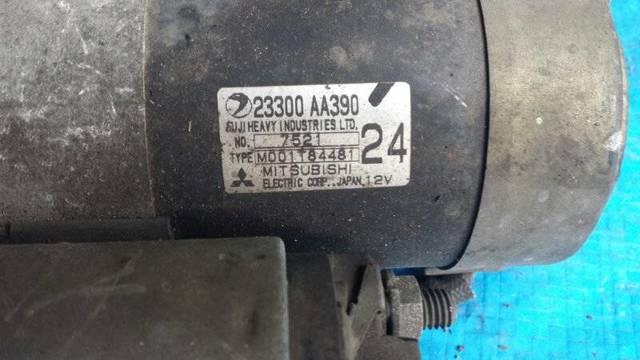 23300 AA390
FUJI HEAVY INDUSTRIES LTD.
NO. 7521
TYPE M001T84481 24
MITSUBISHI
ELECTRIC CORP., JAPAN 12V